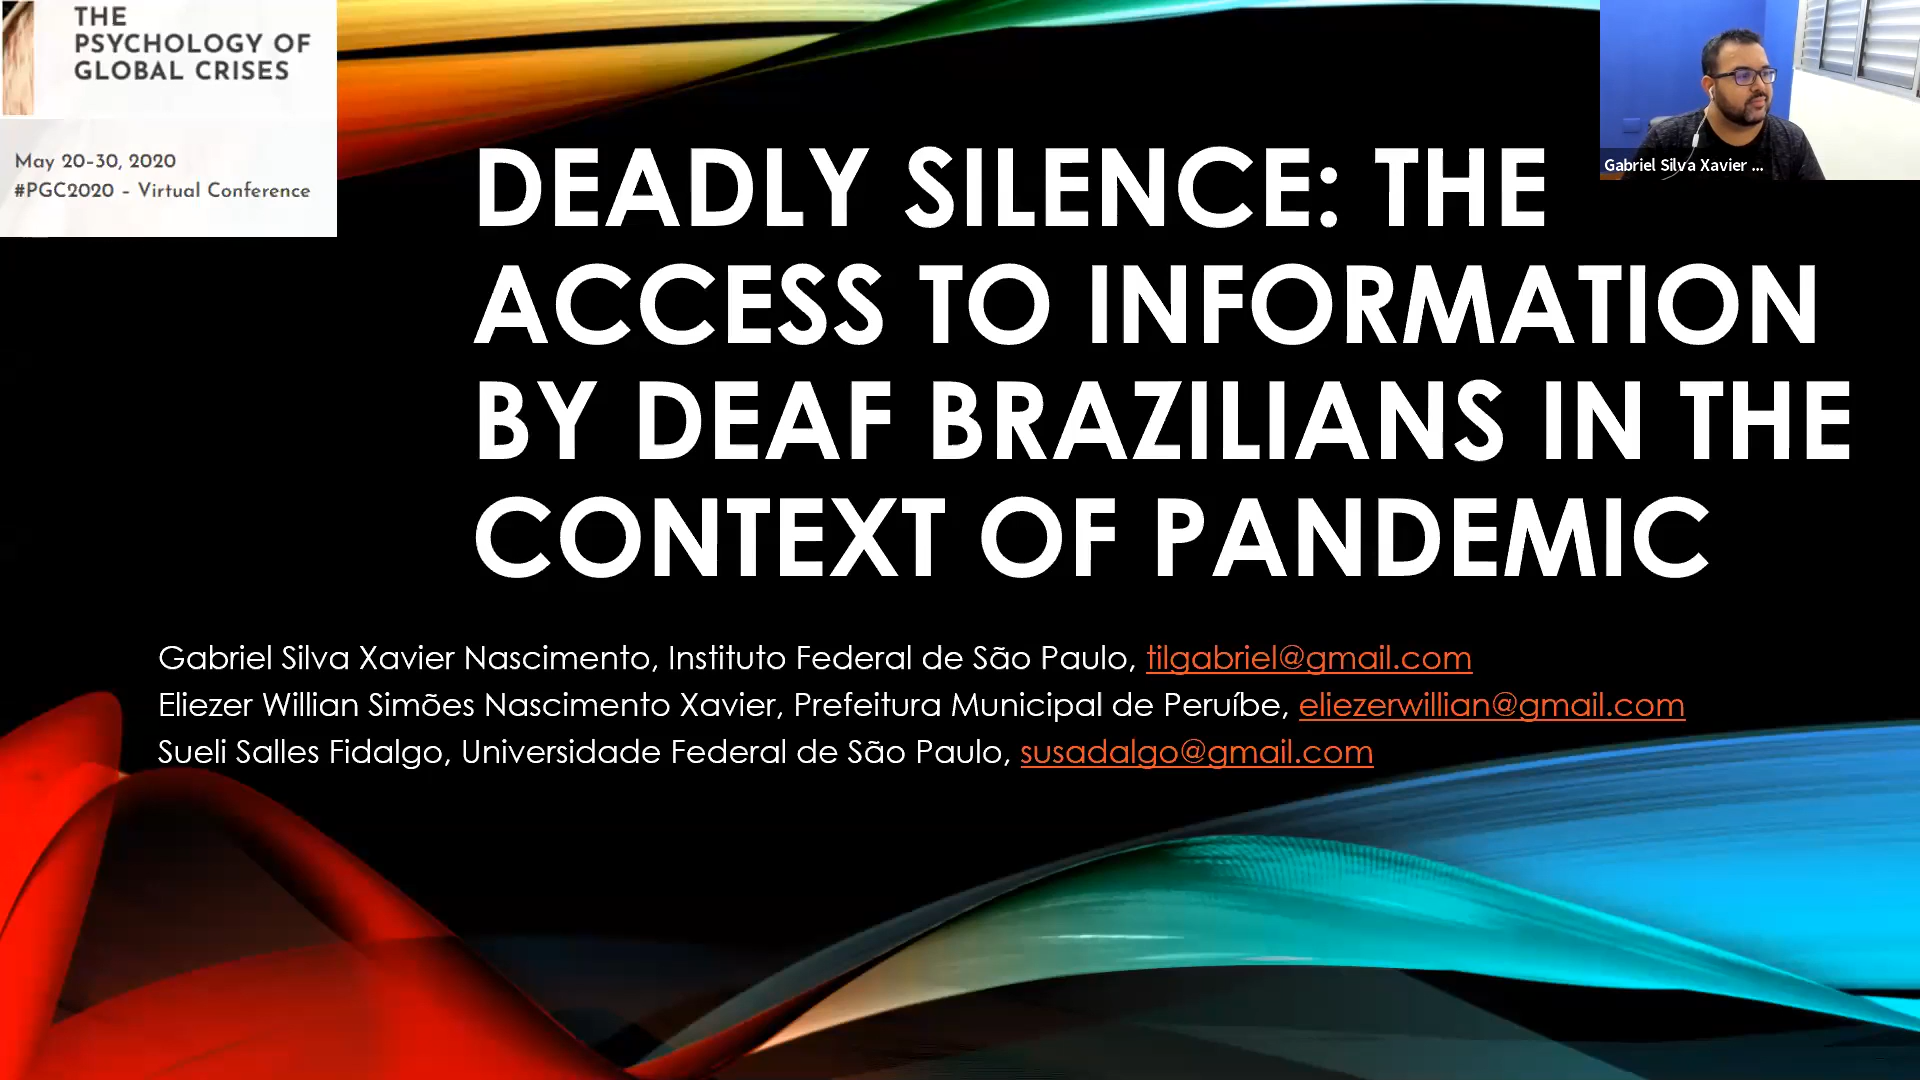 THE
PSYCHOLOGY OF
GLOBAL CRISES
May 20-30, 2020
#PGC2020 - Virtual Conference
Gabriel Silva Xavier ...
DEADLY SILENCE: THE
ACCESS TO INFORMATION
BY DEAF BRAZILIANS IN THE
CONTEXT OF PANDEMIC
Gabriel Silva Xavier Nascimento, Instituto Federal de São Paulo, tilgabriel@gmail.com
Eliezer Willian Simões Nascimento Xavier, Prefeitura Municipal de Peruíbe, eliezerwillian@gmail.com
Sueli Salles Fidalgo, Universidade Federal de São Paulo, susadalgo@gmail.com